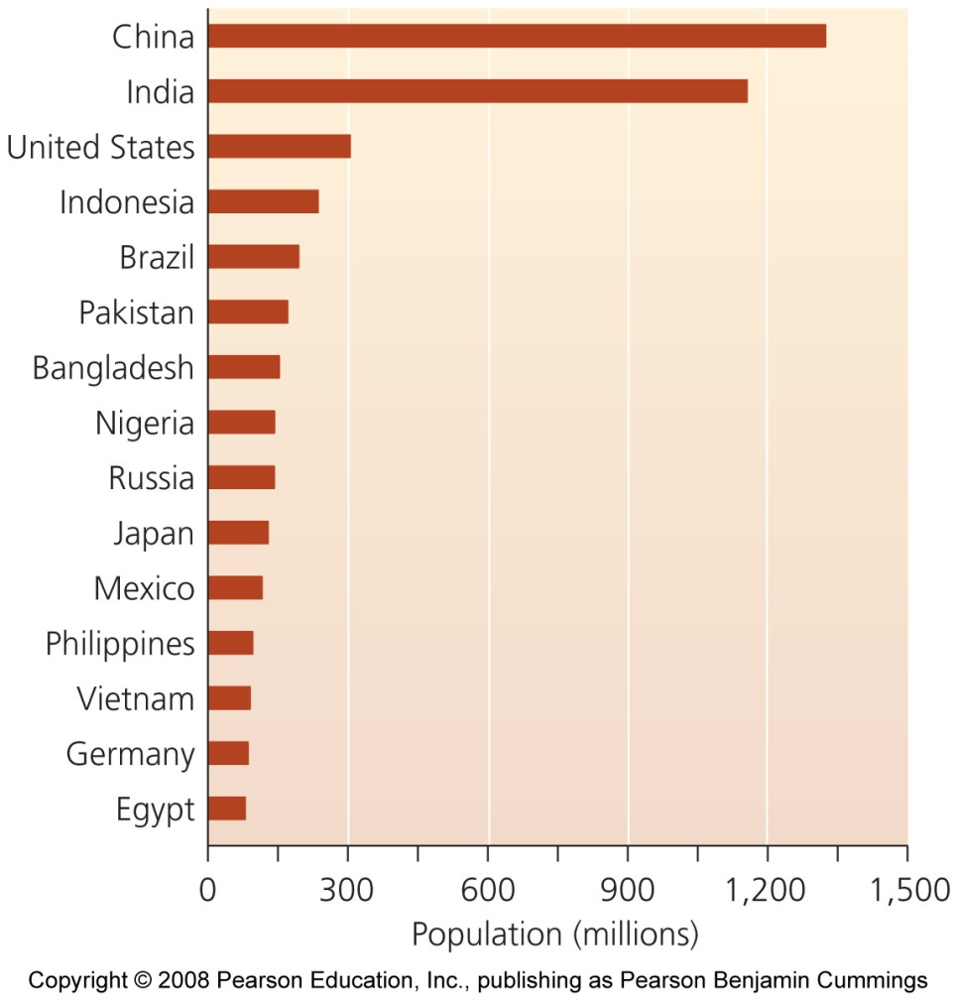 China
India
United States
Indonesia
Brazil
Pakistan
Bangladesh
Nigeria
Russia
Japan
Mexico
Philippines
Vietnam
Germany
Egypt
0 300 600 900 1,200 1,500
Population (millions)
Copyright © 2008 Pearson Education, Inc., publishing as Pearson Benjamin Cummings